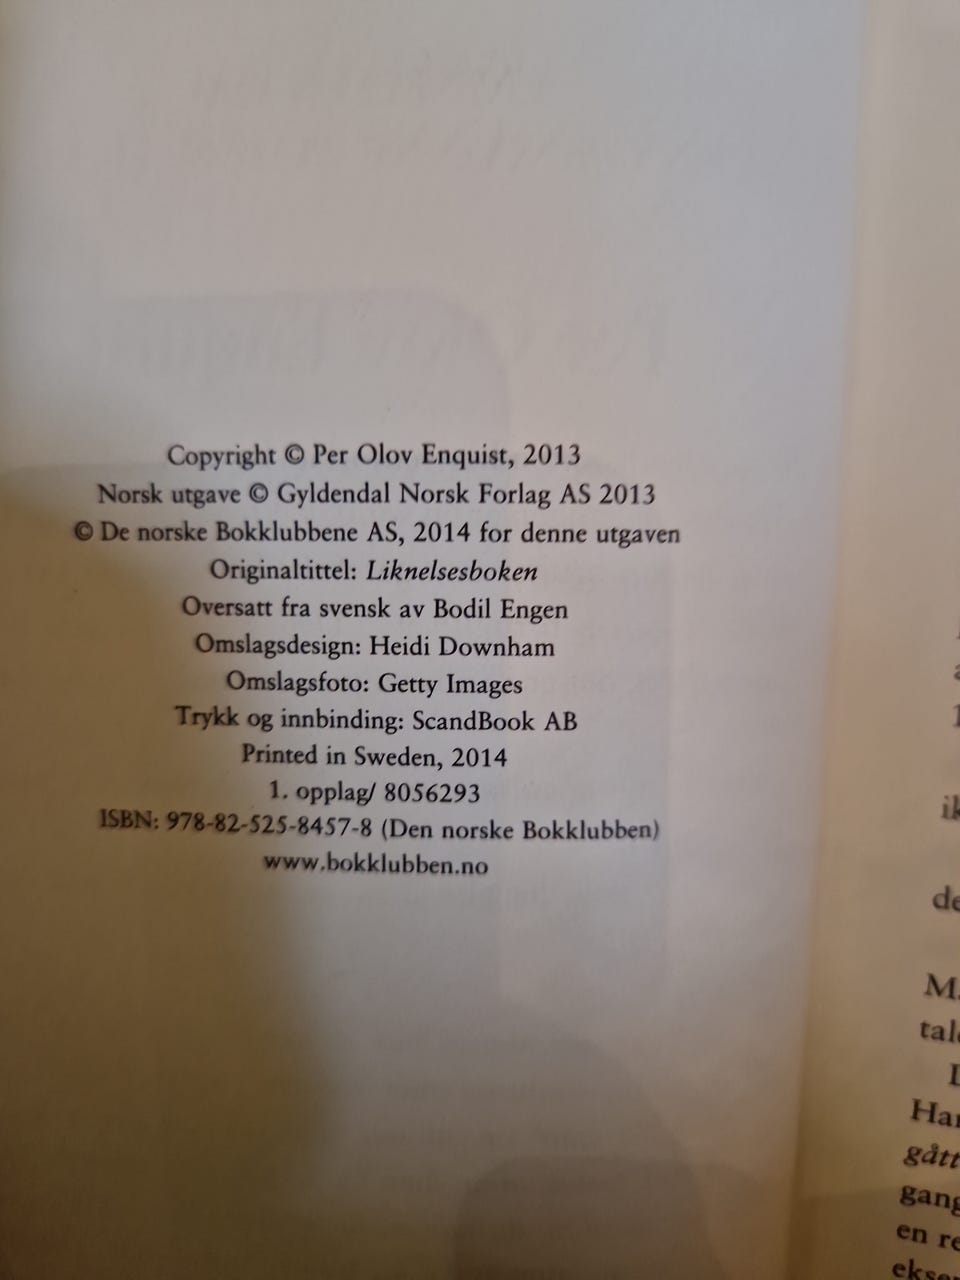 Copyright © Per Olov Enquist, 2013
Norsk utgave © Gyldendal Norsk Forlag AS 2013
© De norske Bokklubbene AS, 2014 for denne utgaven
Originaltittel: Liknelsesboken
Oversatt fra svensk av Bodil Engen
Omslagsdesign: Heidi Downham
Omslagsfoto: Getty Images
Trykk og innbinding: ScandBook AB
Printed in Sweden, 2014
1. opplag/ 8056293
ISBN: 978-82-525-8457-8 (Den norske Bokklubben)
www.bokklubben.no
en